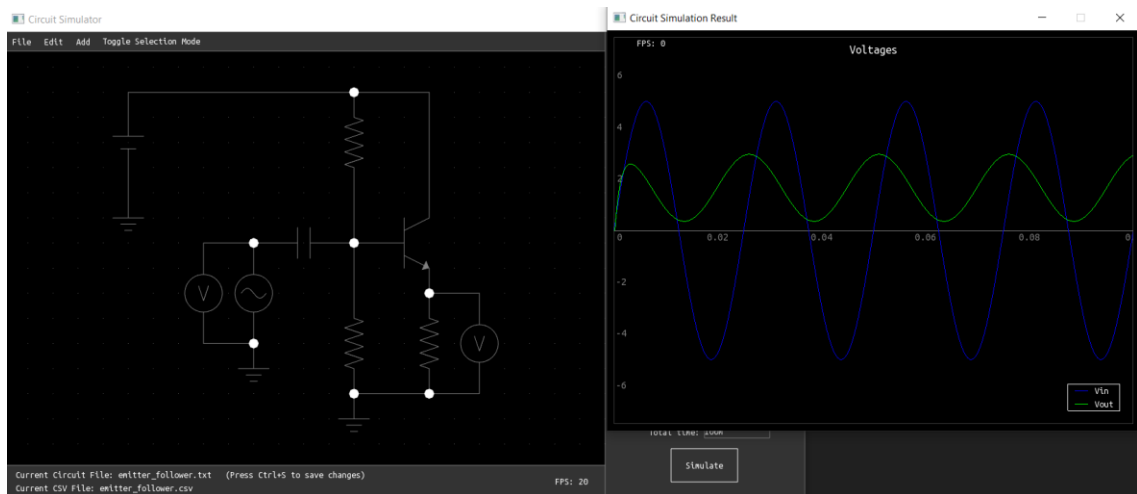 Circuit Simulator
File Edit Add Toggle Selection Mode
V
V
Current Circuit File: emitter_follower.txt (Press Ctrl+S to save changes)
Current CSV File: emitter_follower.csv
FPS: 20
Circuit Simulation Result
FPS: 0
Voltages
6
4
2
0 0.02 0.04 0.06 0.08 0.
-2
-4
-6
Vin
Vout
Total time:
Simulate